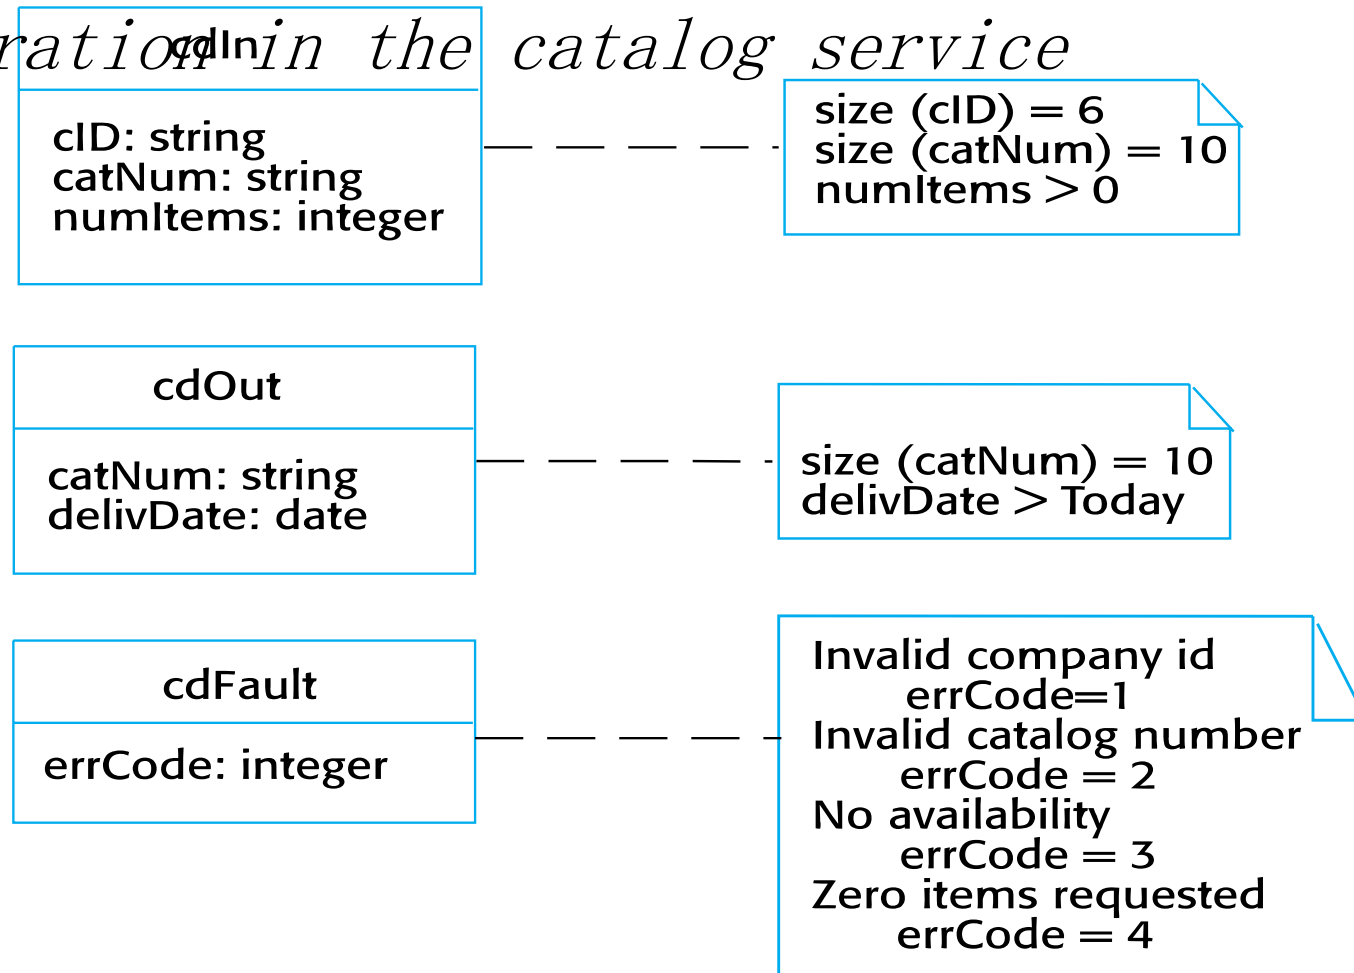 ration in the catalog service
cdIn
cID: string
catNum: string
numItems: integer
size (cID) = 6
size (catNum) = 10
numItems > 0
cdOut
catNum: string
delivDate: date
size (catNum) = 10
delivDate > Today
cdFault
errCode: integer
Invalid company id
errCode=1
Invalid catalog number
errCode = 2
No availability
errCode = 3
Zero items requested
errCode = 4